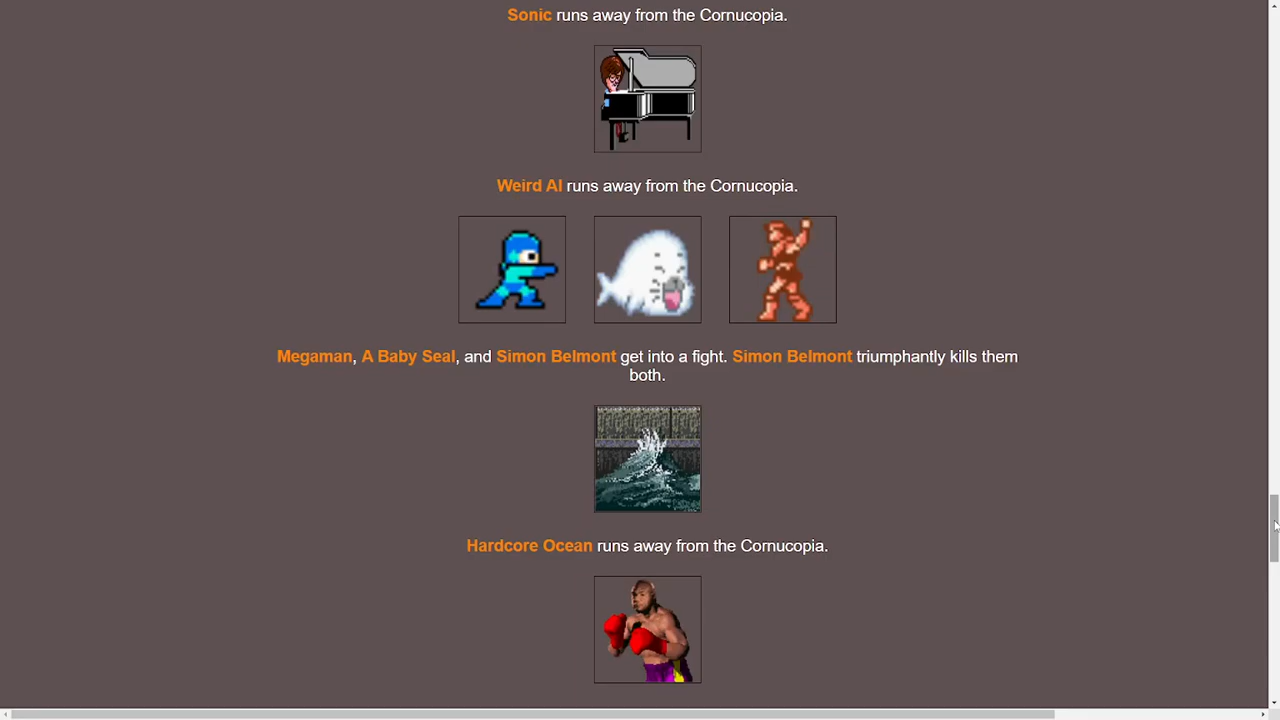 Sonic runs away from the Cornucopia.
Weird Al runs away from the Cornucopia.
Megaman, A Baby Seal, and Simon Belmont get into a fight. Simon Belmont triumphantly kills them
both.
Hardcore Ocean runs away from the Cornucopia.